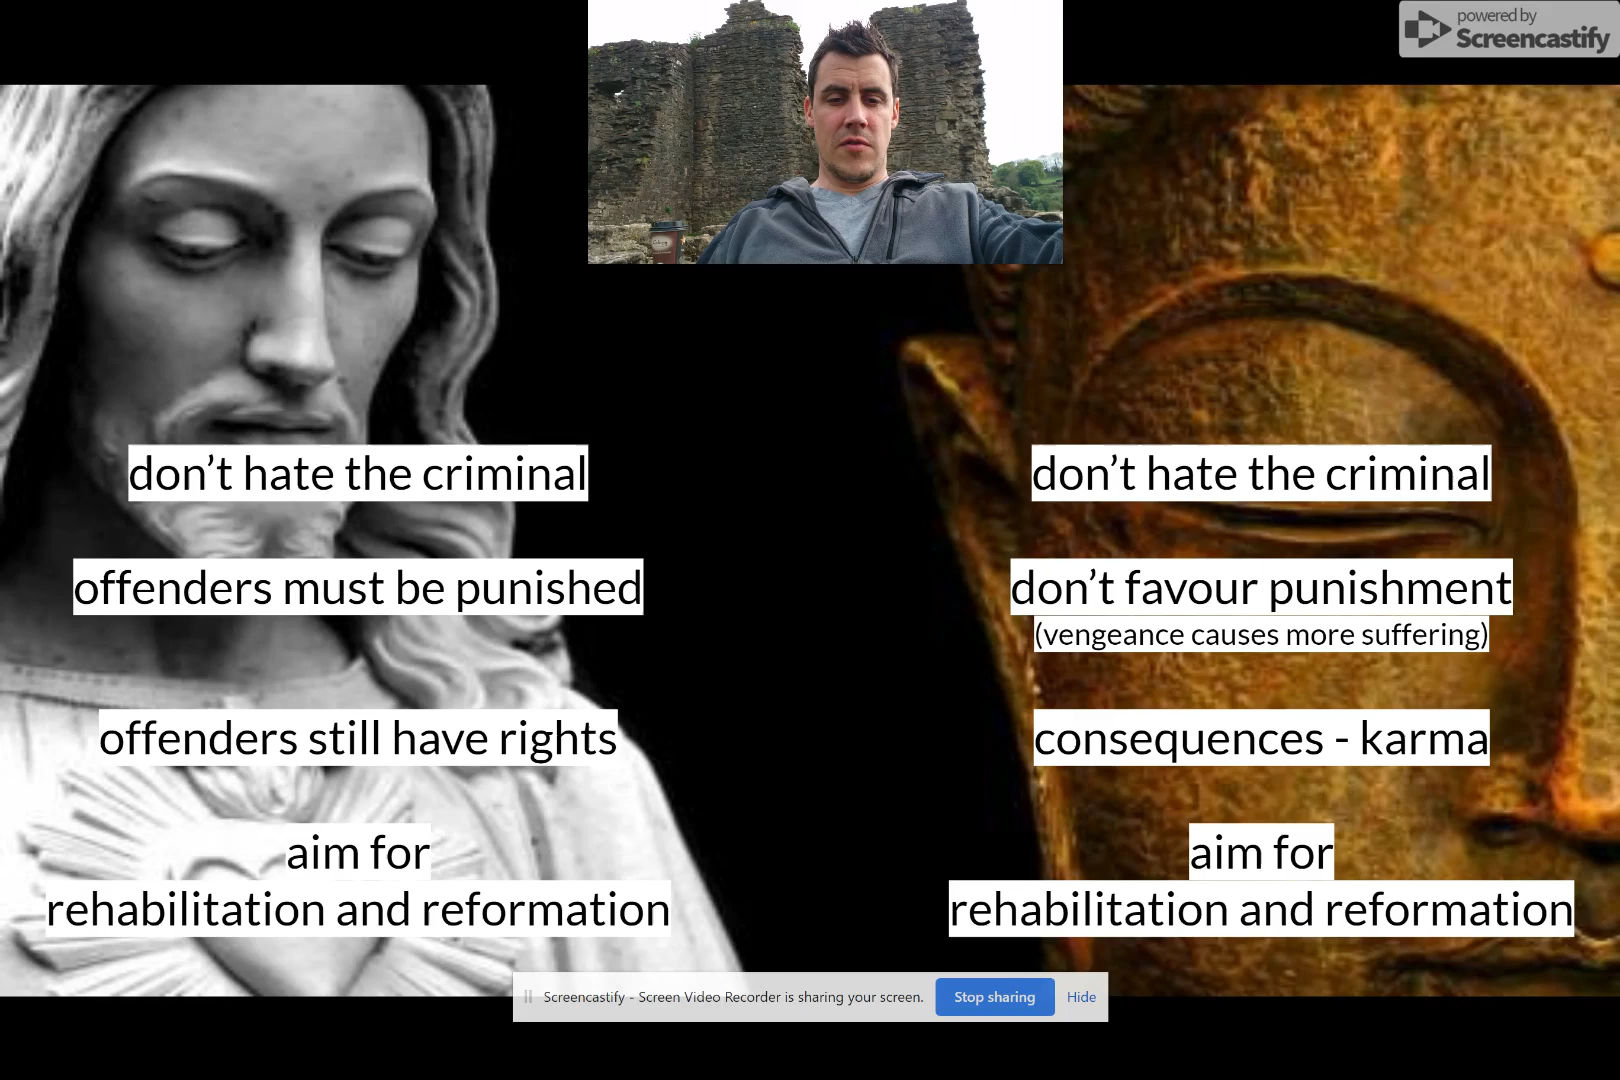 powered by
Screencastify
don't hate the criminal
offenders must be punished
offenders still have rights
aim for
rehabilitation and reformation
don't hate the criminal
don't favour punishment
(vengeance causes more suffering)
consequences - karma
aim for
rehabilitation and reformation
Screencastify - Screen Video Recorder is sharing your screen.
Stop sharing
Hide